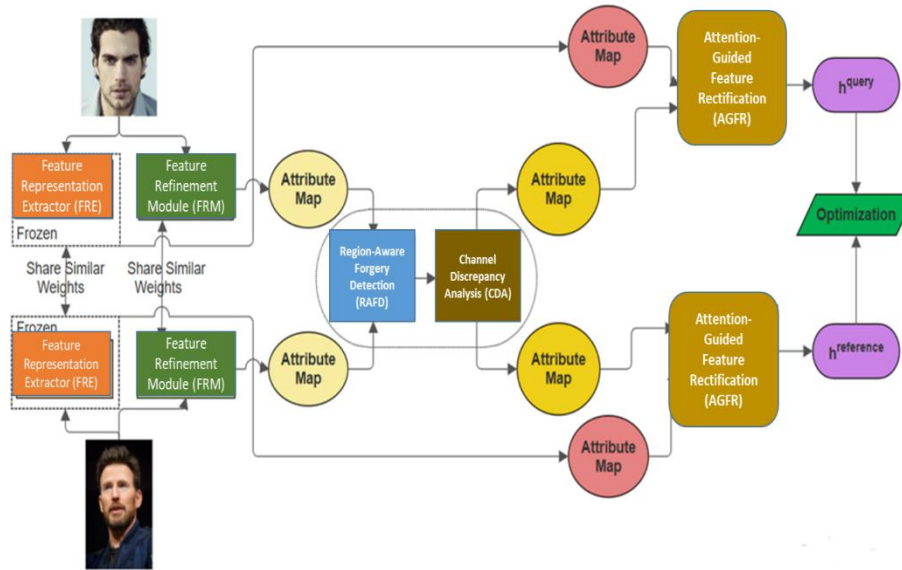 Attribute
Map
Attention-
Guided
Feature
Rectification
(AGFR)
h^query
Feature
Representation
Extractor (FRE)
Feature
Refinement
Module (FRM)
Attribute
Map
Attribute
Map
Frozen
Optimization
Region-Aware
Forgery
Detection
(RAFD)
Channel
Discrepancy
Analysis (CDA)
Share Similar
Weights
Share Similar
Weights
Frozen
Feature
Representation
Extractor (FRE)
Feature
Refinement
Module (FRM)
Attribute
Map
Attribute
Map
Attention-
Guided
Feature
Rectification
(AGFR)
h^reference
Attribute
Map